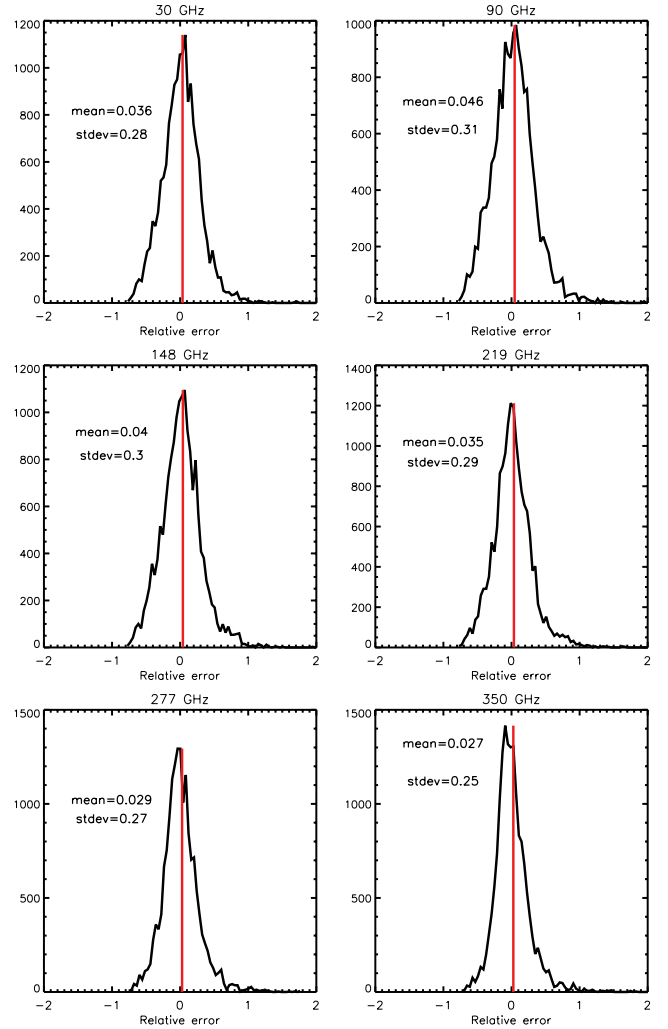 30 GHz
1200
1000
800
600
400
200
0
mean=0.036
stdev=0.28
−2 −1 0 1 2
Relative error
90 GHz
1000
800
600
400
200
0
mean=0.046
stdev=0.31
−2 −1 0 1 2
Relative error
148 GHz
1200
1000
800
600
400
200
0
mean=0.04
stdev=0.3
−2 −1 0 1 2
Relative error
219 GHz
1400
1200
1000
800
600
400
200
0
mean=0.035
stdev=0.29
−2 −1 0 1 2
Relative error
277 GHz
1500
1000
500
0
mean=0.029
stdev=0.27
−2 −1 0 1 2
Relative error
350 GHz
1500
1000
500
0
mean=0.027
stdev=0.25
−2 −1 0 1 2
Relative error